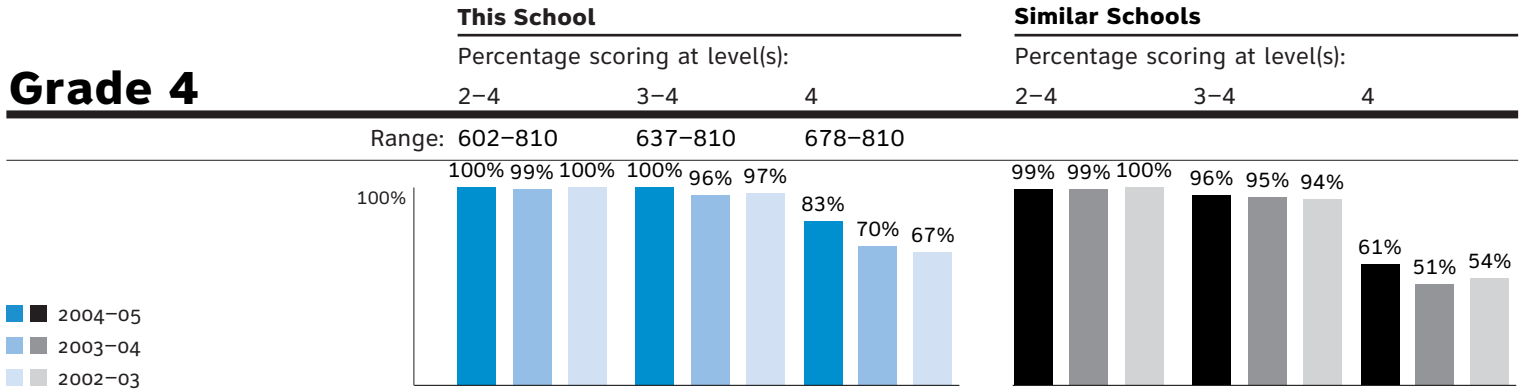 This School Similar Schools
Percentage scoring at level(s): Percentage scoring at level(s):
Grade 4 2–4 3–4 4 2–4 3–4 4
Range: 602–810 637–810 678–810
100% 99% 100% 100% 96% 97% 83% 70% 67% 99% 99% 100% 96% 95% 94% 61% 51% 54%
100%
2004–05
2003–04
2002–03